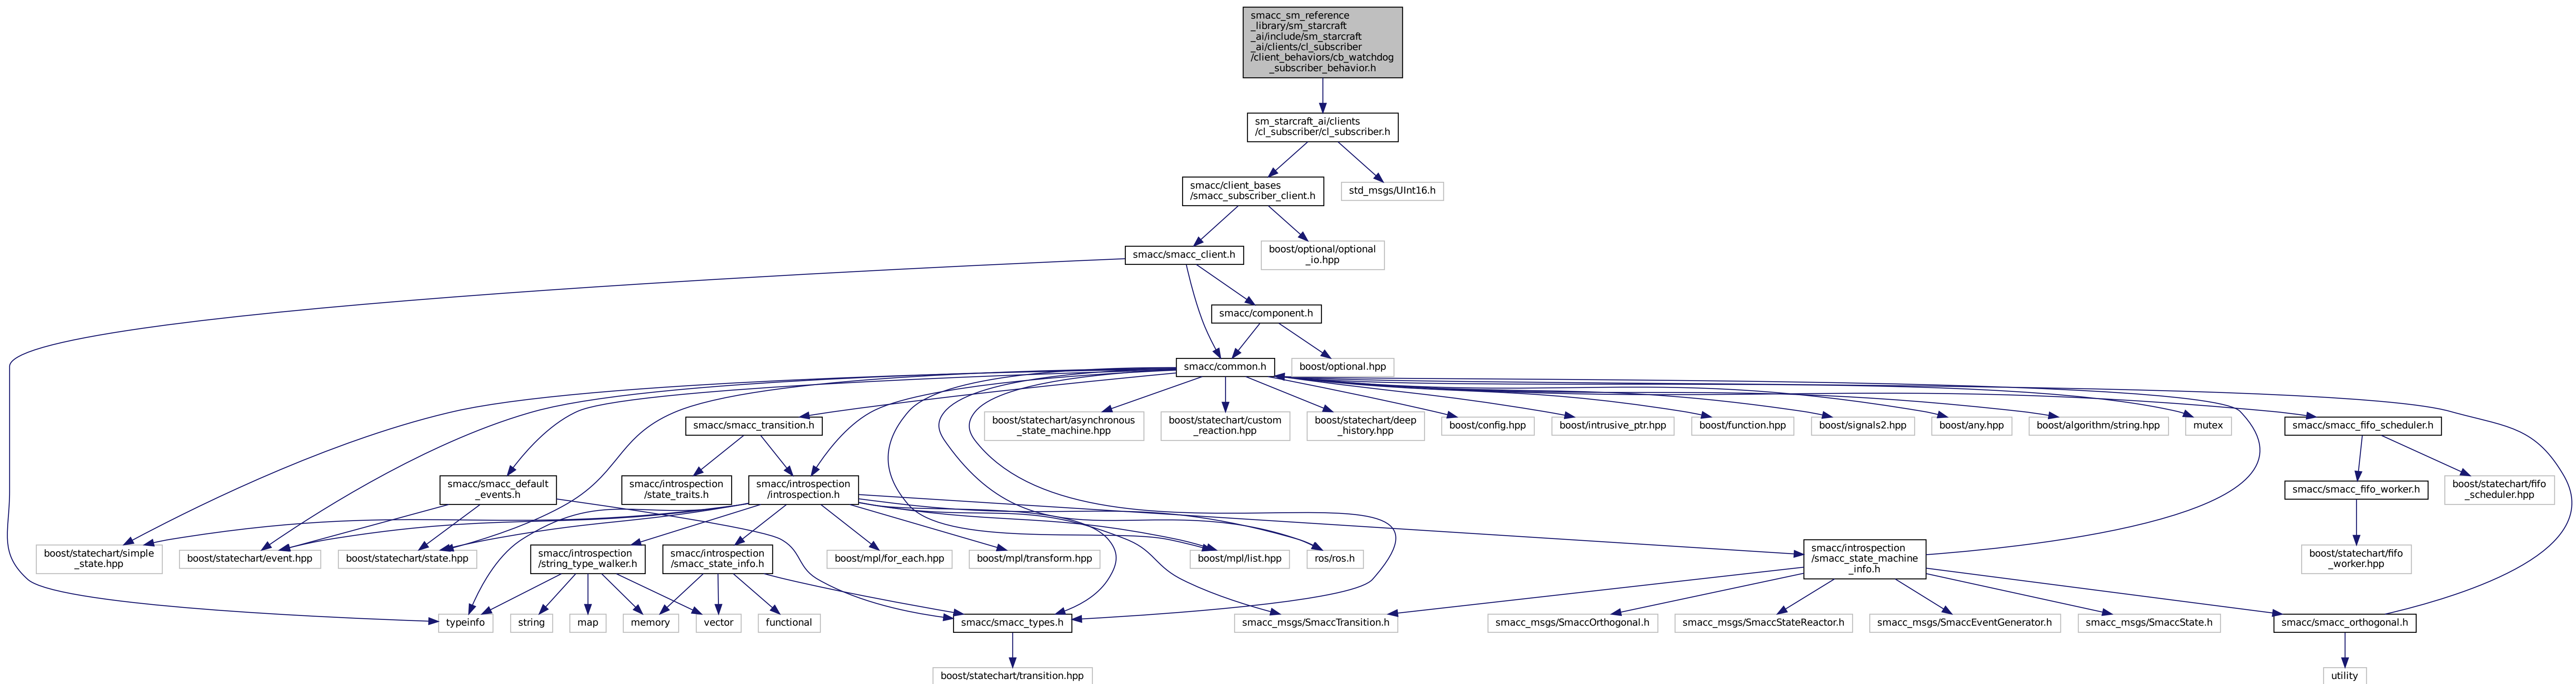 smacc_sm_reference
_library/sm_starcraft
_ai/include/sm_starcraft
_ai/clients/cl_subscriber
/client_behaviors/cb_watchdog
_subscriber_behavior.h
sm_starcraft_ai/clients
/cl_subscriber/cl_subscriber.h
smacc/client_bases
/smacc_subscriber_client.h
std_msgs/UInt16.h
smacc/smacc_client.h
boost/optional/optional
_io.hpp
smacc/component.h
smacc/common.h
boost/optional.hpp
smacc/smacc_transition.h
boost/statechart/asynchronous
_state_machine.hpp
boost/statechart/custom
_reaction.hpp
boost/statechart/deep
_history.hpp
boost/config.hpp
boost/intrusive_ptr.hpp
boost/function.hpp
boost/signals2.hpp
boost/any.hpp
boost/algorithm/string.hpp
mutex
smacc/smacc_fifo_scheduler.h
smacc/smacc_default
_events.h
smacc/introspection
/state_traits.h
smacc/introspection
/introspection.h
smacc/smacc_fifo_worker.h
boost/statechart/fifo
_scheduler.hpp
boost/statechart/simple
_state.hpp
boost/statechart/event.hpp
boost/statechart/state.hpp
smacc/introspection
/string_type_walker.h
smacc/introspection
/smacc_state_info.h
boost/mpl/for_each.hpp
boost/mpl/transform.hpp
boost/mpl/list.hpp
ros/ros.h
smacc/introspection
/smacc_state_machine
_info.h
boost/statechart/fifo
_worker.hpp
typeinfo
string
map
memory
vector
functional
smacc/smacc_types.h
smacc_msgs/SmaccTransition.h
smacc_msgs/SmaccOrthogonal.h
smacc_msgs/SmaccStateReactor.h
smacc_msgs/SmaccEventGenerator.h
smacc_msgs/SmaccState.h
smacc/smacc_orthogonal.h
boost/statechart/transition.hpp
utility